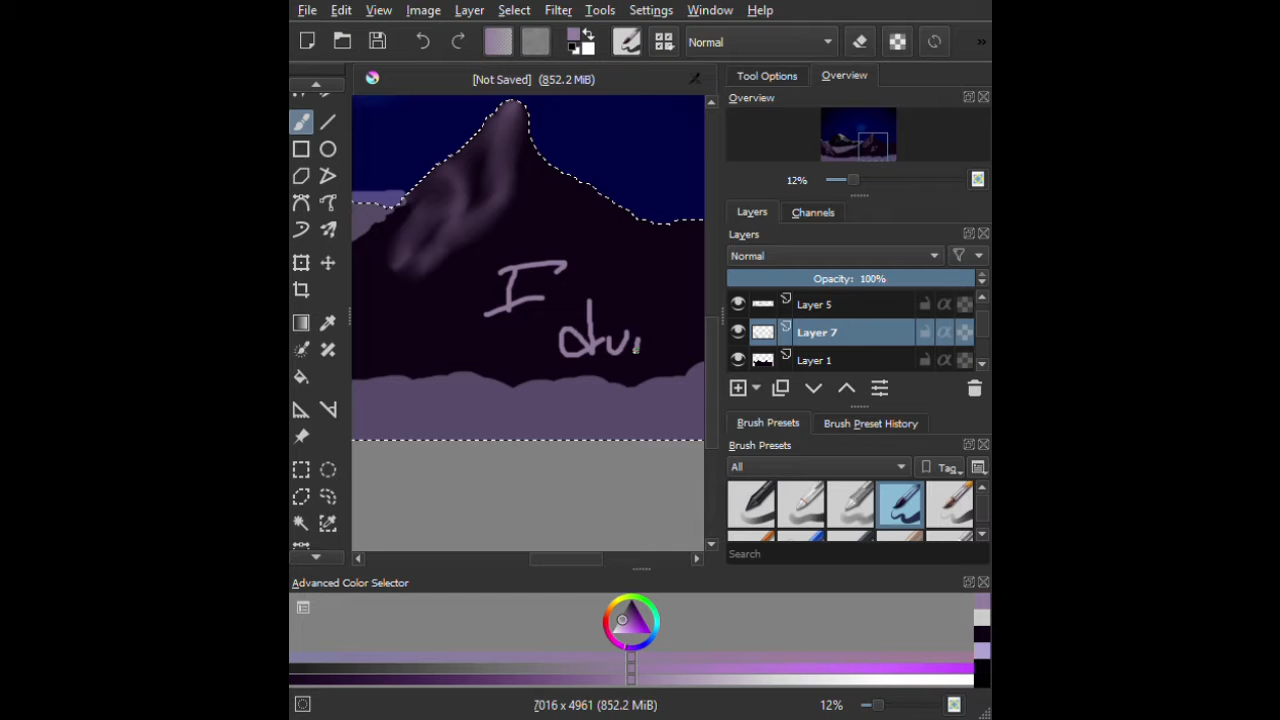 File Edit View Image Layer Select Filter Tools Settings Window Help
Normal
[Not Saved] (852.2 MiB)
Tool Options Overview
Overview
12%
Layers Channels
Layers
Normal
Opacity: 100%
Layer 5
Layer 7
Layer 1
I
Brush Presets Brush Preset History
Brush Presets
All Tag
Search
Advanced Color Selector
7016 x 4961 (852.2 MiB) 12%